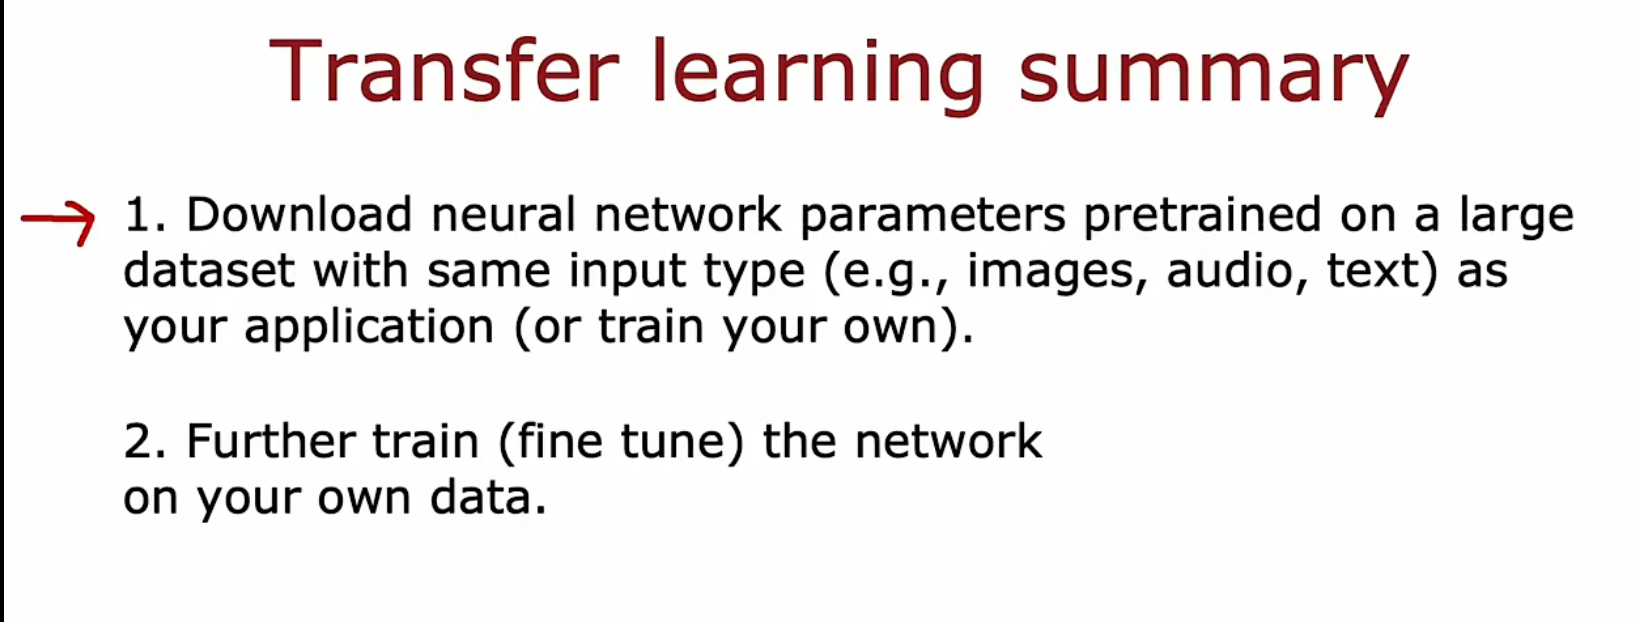 Transfer learning summary
1. Download neural network parameters pretrained on a large
dataset with same input type (e.g., images, audio, text) as
your application (or train your own).
2. Further train (fine tune) the network
on your own data.